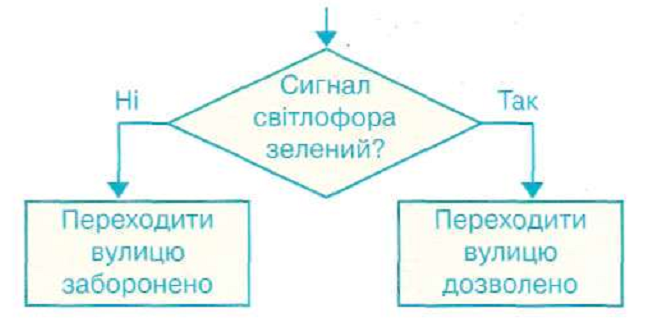 Сигнал
світлофора
зелений?
Ні
Так
Переходити
вулицю
заборонено
Переходити
вулицю
дозволено